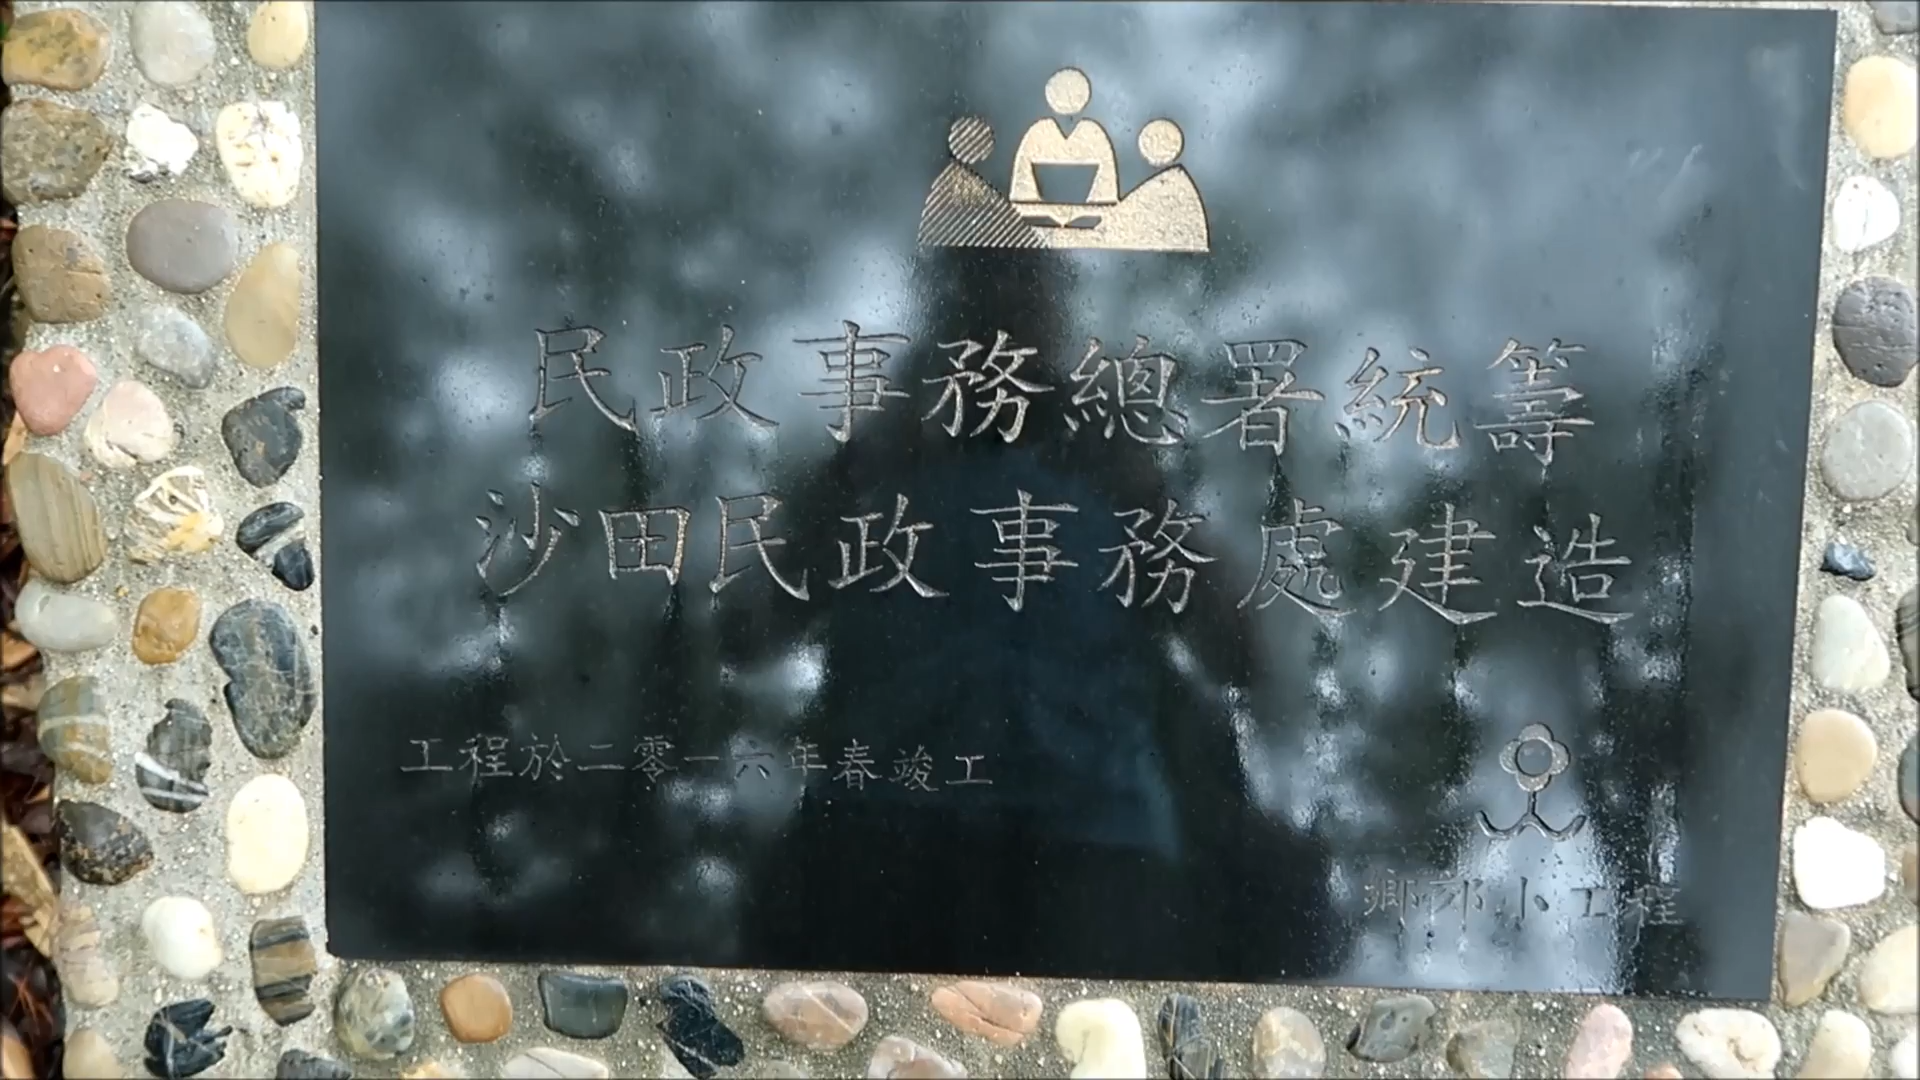 民政事務總署統籌
沙田民政事務處建造
工程於二零一六年春竣工
鄉郊小工程